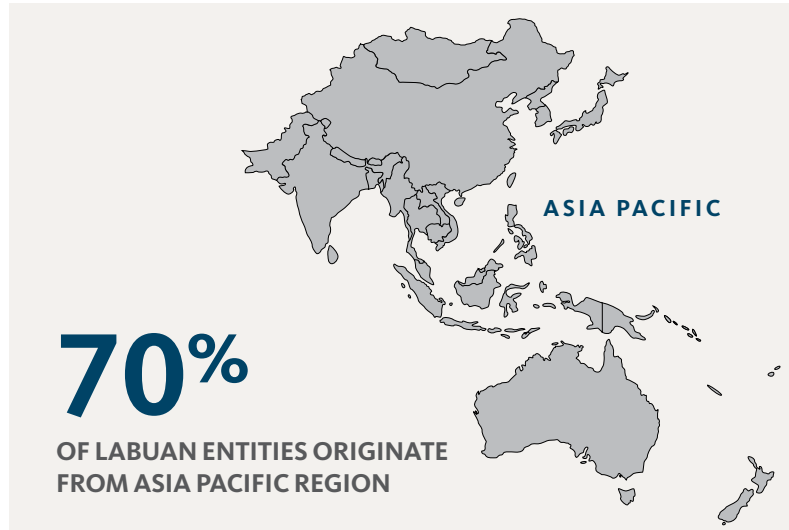 ASIA PACIFIC
70%
OF LABUAN ENTITIES ORIGINATE
FROM ASIA PACIFIC REGION